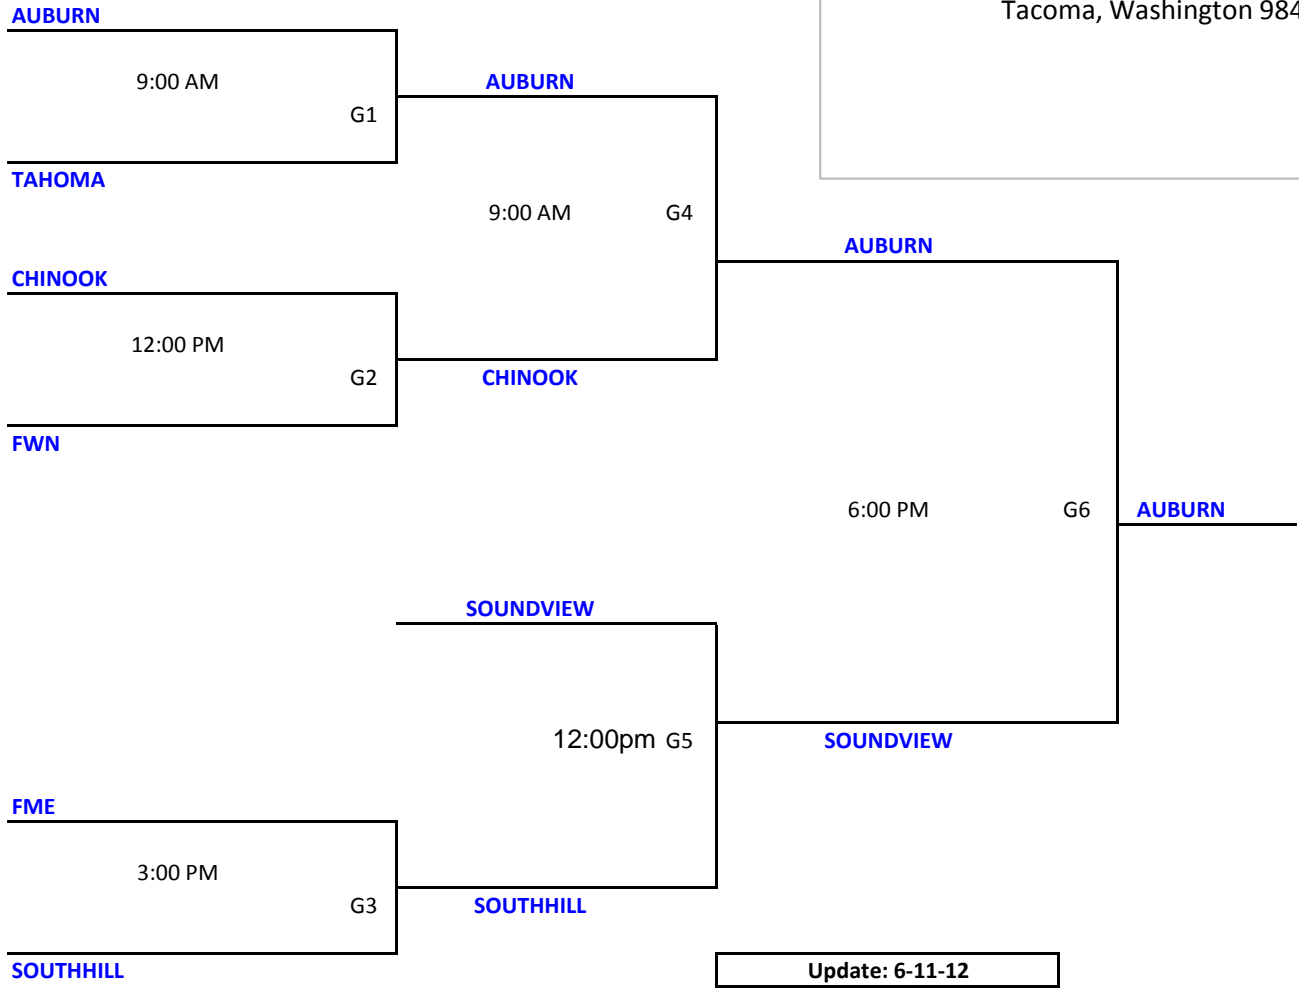 AUBURN
Tacoma, Washington 984
9:00 AM
AUBURN
G1
TAHOMA
9:00 AM G4
AUBURN
CHINOOK
12:00 PM
G2
CHINOOK
FWN
6:00 PM G6
AUBURN
SOUNDVIEW
12:00pm G5
SOUNDVIEW
FME
3:00 PM
G3
SOUTHHILL
SOUTHHILL
Update: 6-11-12